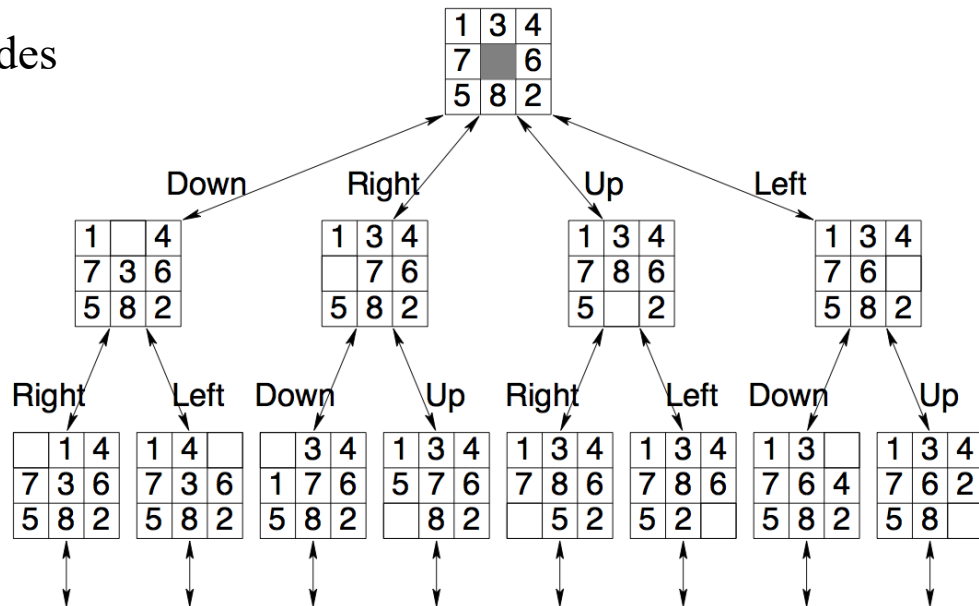 des
1 3 4
7 6
5 8 2
Down Right Up Left
1 4 1 3 4 1 3 4 1 3 4
7 3 6 7 6 7 8 6 7 6
5 8 2 5 8 2 5 2 5 8 2
Right Left Down Up Right Left Down Up
1 4 1 4 3 4 1 3 4 1 3 4 1 3 4 1 3 1 3 4
7 3 6 7 3 6 1 7 6 5 7 6 7 8 6 7 8 6 7 6 4 7 6 2
5 8 2 5 8 2 5 8 2 8 2 5 2 5 2 5 8 2 5 8